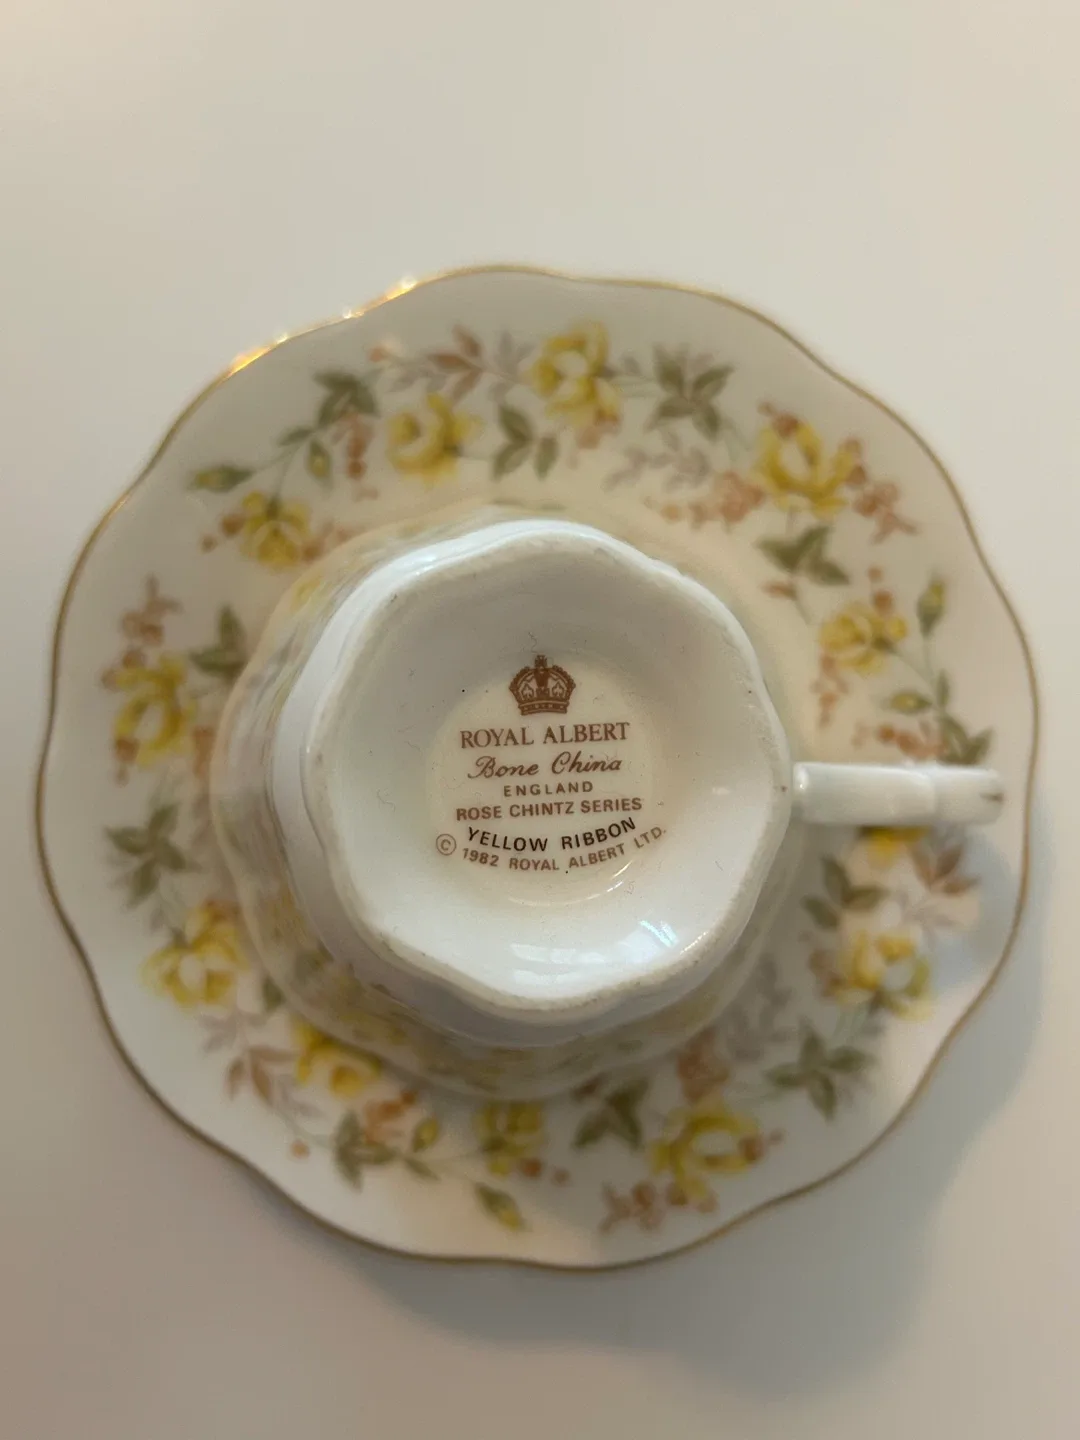 ROYAL ALBERT
Bone China
ENGLAND
ROSE CHINTZ SERIES
YELLOW RIBBON
© 1982 ROYAL ALBERT LTD.